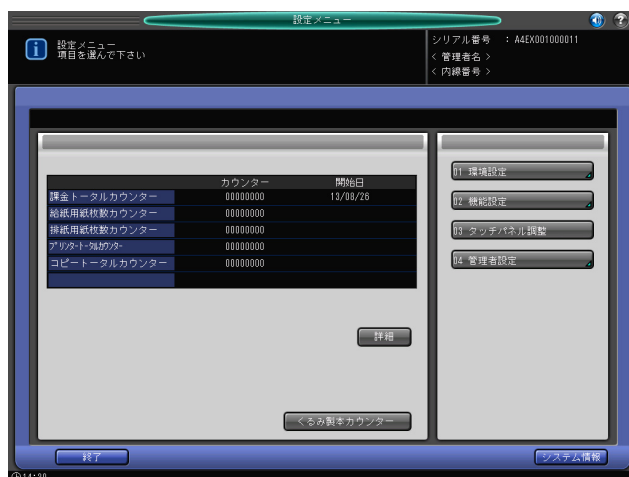 設定メニュー
設定メニュー
項目を選んで下さい
シリアル番号 : A4EX001000011
< 管理者名 >
< 内線番号 >
カウンター 開始日
課金トータルカウンター 00000000 13/08/26
給紙用紙枚数カウンター 00000000
排紙用紙枚数カウンター 00000000
プリンタートータルカウンター 00000000
コピートータルカウンター 00000000
詳細
くるみ製本カウンター
01 環境設定
02 機能設定
03 タッチパネル調整
04 管理者設定
終了
システム情報